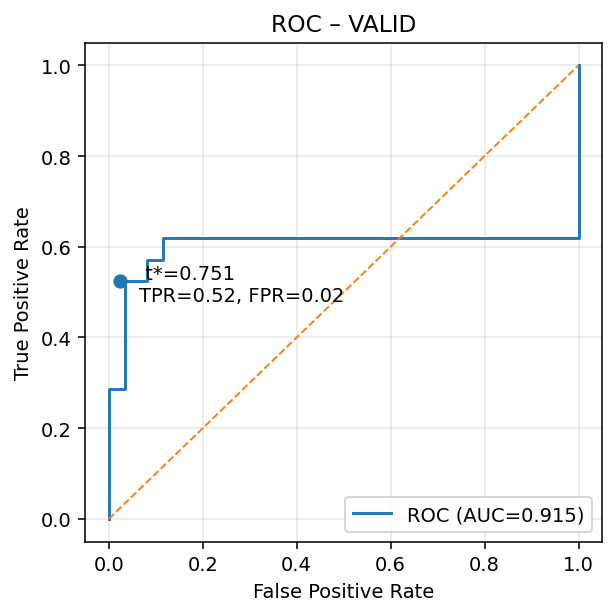 ROC – VALID
True Positive Rate
1.0
0.8
0.6
0.4
0.2
0.0
t*=0.751
TPR=0.52, FPR=0.02
ROC (AUC=0.915)
0.0 0.2 0.4 0.6 0.8 1.0
False Positive Rate